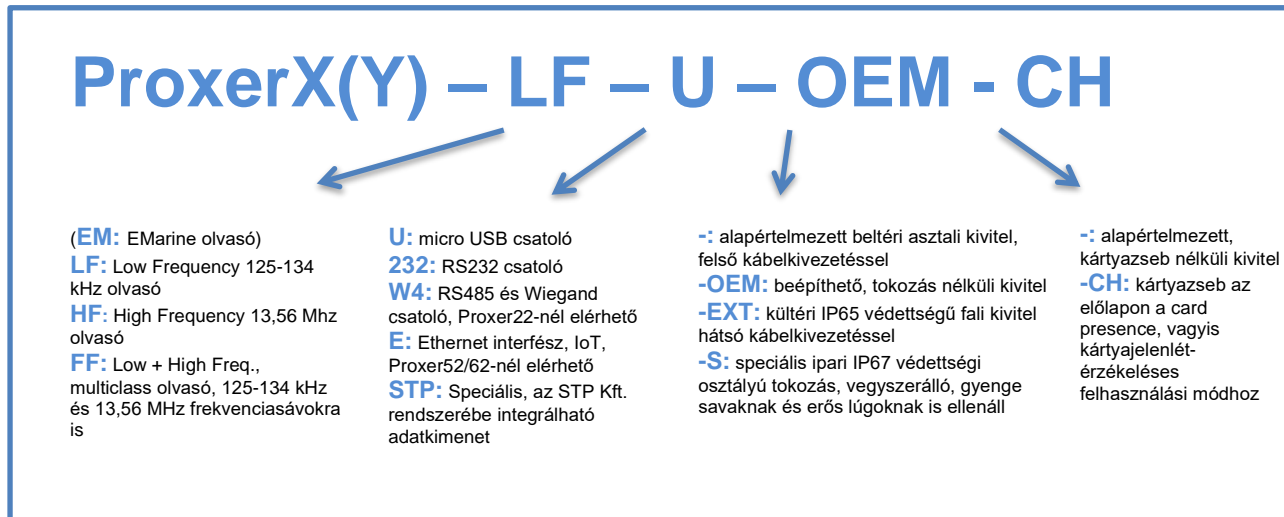 ProxerX(Y) – LF – U – OEM - CH
(EM: EMarine olvasó)
LF: Low Frequency 125-134
kHz olvasó
HF: High Frequency 13,56 Mhz
olvasó
FF: Low + High Freq.,
multiclass olvasó, 125-134 kHz
és 13,56 MHz frekvenciasávokra
is
U: micro USB csatoló
232: RS232 csatoló
W4: RS485 és Wiegand
csatoló, Proxer22-nél elérhető
E: Ethernet interfész, IoT,
Proxer52/62-nél elérhető
STP: Speciális, az STP Kft.
rendszerébe integrálható
adatkimenet
-: alapértelmezett beltéri asztali kivitel,
felső kábelkivezetéssel
-OEM: beépíthető, tokozás nélküli kivitel
-EXT: kültéri IP65 védettségű fali kivitel
hátsó kábelkivezetéssel
-S: speciális ipari IP67 védettségi
osztályú tokozás, vegyszerálló, gyenge
savaknak és erős lúgoknak is ellenáll
-: alapértelmezett,
kártyazseb nélküli kivitel
-CH: kártyazseb az
előlapon a card
presence, vagyis
kártyajelenlét-
érzékeléses
felhasználási módhoz